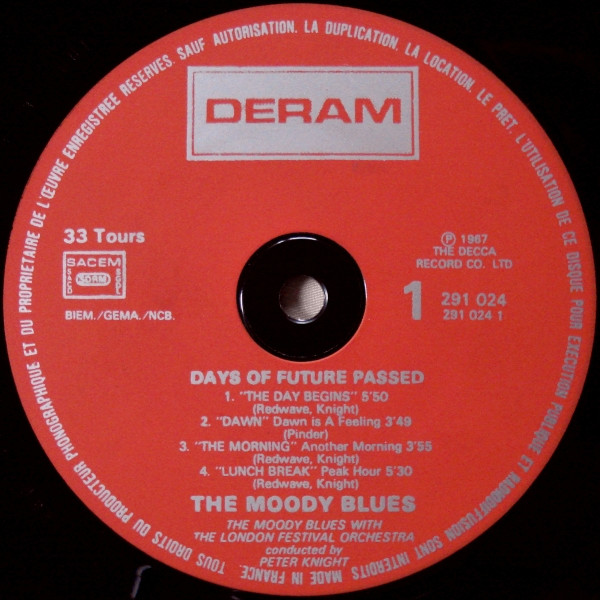 TOUS DROITS DU PRODUCTEUR PHONOGRAPHIQUE ET DU PROPRIETAIRE DE L'ŒUVRE ENREGISTREE RESERVES. SAUF AUTORISATION. LA DUPLICATION. LA LOCATION. LE PRET. L'UTILISATION DE CE DISQUE POUR EXECUTION PUBLIQUE ET RADIODIFFUSION SONT INTERDITS MADE IN FRANCE.
DERAM
33 Tours
SACEM
SACD SDRM SGDL
BIEM./GEMA./NCB.
Ⓟ 1967
THE DECCA
RECORD CO. LTD
1 291 024
291 024 1
DAYS OF FUTURE PASSED
1. "THE DAY BEGINS" 5'50
(Redwave, Knight)
2. "DAWN" Dawn is A Feeling 3'49
(Pinder)
3. "THE MORNING" Another Morning 3'55
(Redwave, Knight)
4. "LUNCH BREAK" Peak Hour 5'30
(Redwave, Knight)
THE MOODY BLUES
THE MOODY BLUES WITH
THE LONDON FESTIVAL ORCHESTRA
conducted by
PETER KNIGHT